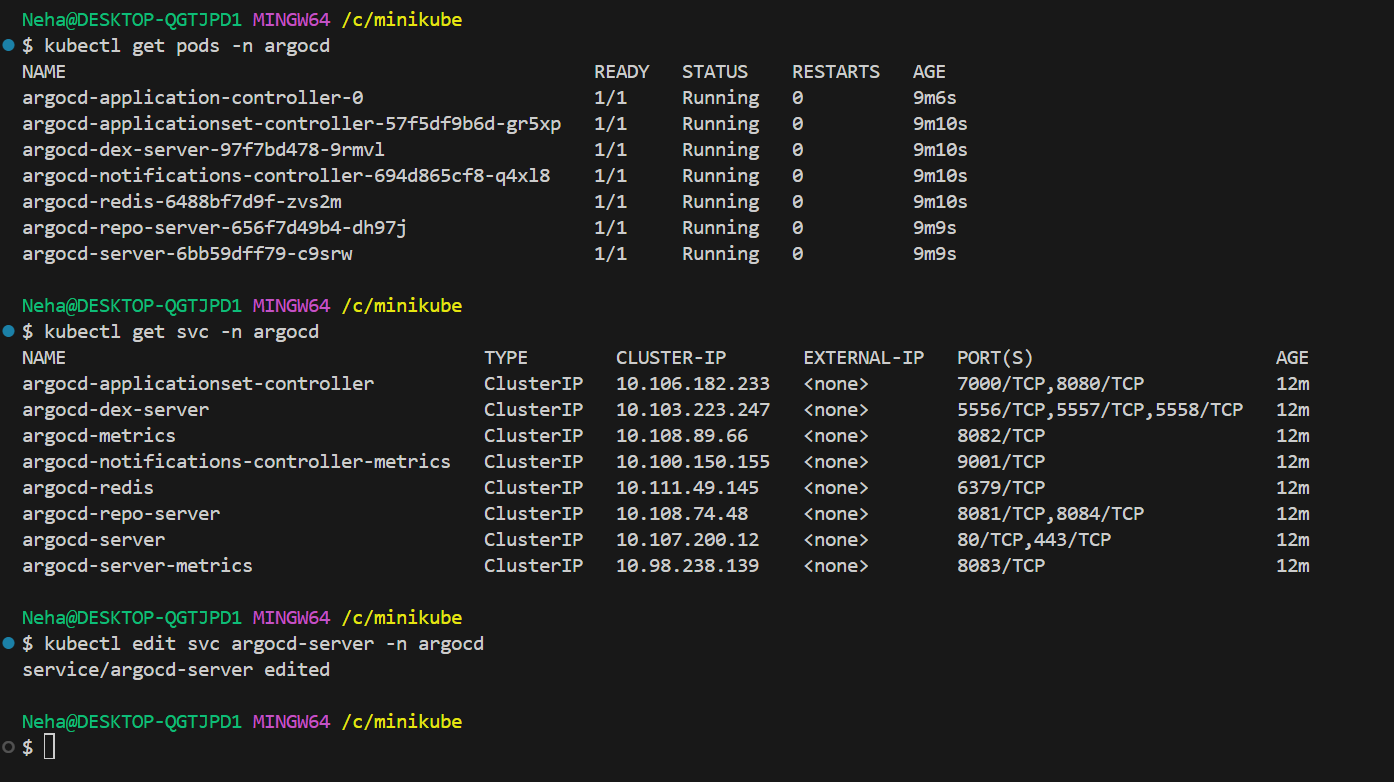 Neha@DESKTOP-QGTJPD1 MINGW64 /c/minikube
$ kubectl get pods -n argocd
NAME READY STATUS RESTARTS AGE
argocd-application-controller-0 1/1 Running 0 9m6s
argocd-applicationset-controller-57f5df9b6d-gr5xp 1/1 Running 0 9m10s
argocd-dex-server-97f7bd478-9rmvl 1/1 Running 0 9m10s
argocd-notifications-controller-694d865cf8-q4xl8 1/1 Running 0 9m10s
argocd-redis-6488bf7d9f-zvs2m 1/1 Running 0 9m10s
argocd-repo-server-656f7d49b4-dh97j 1/1 Running 0 9m9s
argocd-server-6bb59dff79-c9srw 1/1 Running 0 9m9s
Neha@DESKTOP-QGTJPD1 MINGW64 /c/minikube
$ kubectl get svc -n argocd
NAME TYPE CLUSTER-IP EXTERNAL-IP PORT(S) AGE
argocd-applicationset-controller ClusterIP 10.106.182.233 <none> 7000/TCP,8080/TCP 12m
argocd-dex-server ClusterIP 10.103.223.247 <none> 5556/TCP,5557/TCP,5558/TCP 12m
argocd-metrics ClusterIP 10.108.89.66 <none> 8082/TCP 12m
argocd-notifications-controller-metrics ClusterIP 10.100.150.155 <none> 9001/TCP 12m
argocd-redis ClusterIP 10.111.49.145 <none> 6379/TCP 12m
argocd-repo-server ClusterIP 10.108.74.48 <none> 8081/TCP,8084/TCP 12m
argocd-server ClusterIP 10.107.200.12 <none> 80/TCP,443/TCP 12m
argocd-server-metrics ClusterIP 10.98.238.139 <none> 8083/TCP 12m
Neha@DESKTOP-QGTJPD1 MINGW64 /c/minikube
$ kubectl edit svc argocd-server -n argocd
service/argocd-server edited
Neha@DESKTOP-QGTJPD1 MINGW64 /c/minikube
$